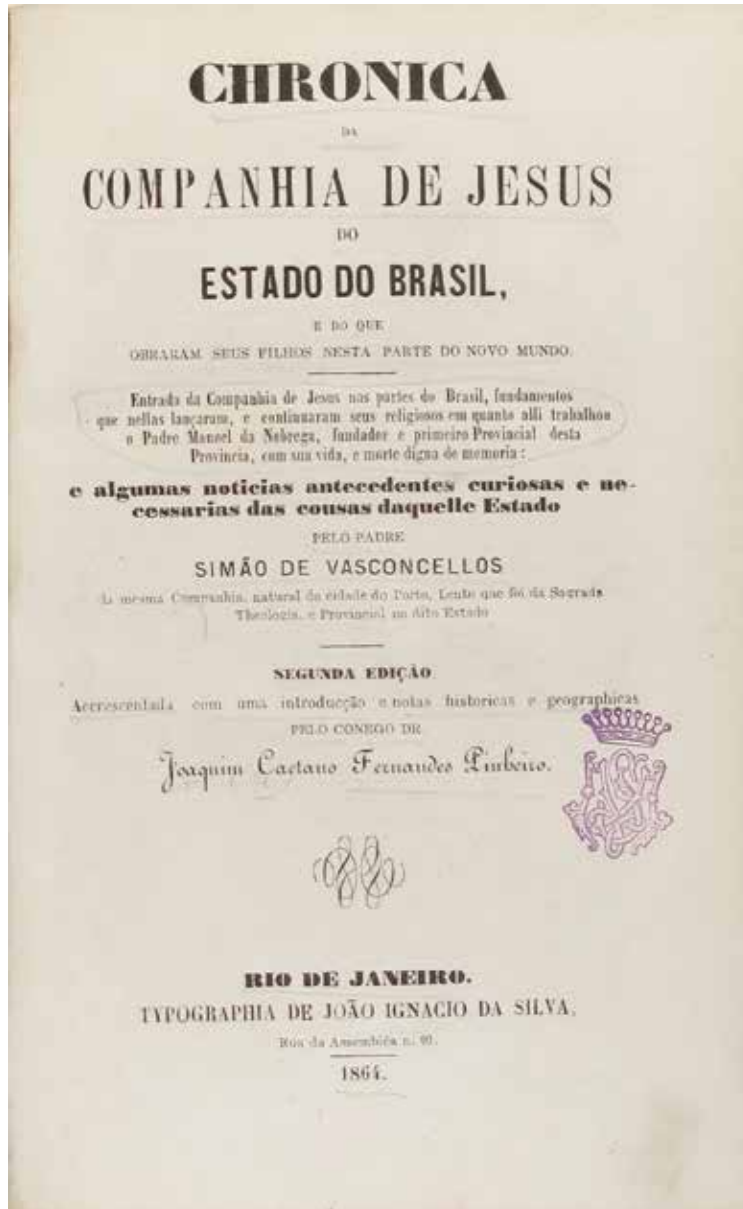 CHRONICA
DA
COMPANHIA DE JESUS
DO
ESTADO DO BRASIL,
E DO QUE
OBRARAM SEUS FILHOS NESTA PARTE DO NOVO MUNDO.
Entrada da Companhia de Jesus nas partes do Brasil, fundamentos
que nellas lançaram, e continuaram seus religiosos em quanto alli trabalhou
o Padre Manoel da Nobrega, fundador e primeiro Provincial desta
Provincia, com sua vida, e morte digna de memoria:
e algumas noticias antecedentes curiosas e ne-
cessarias das cousas daquelle Estado
PELO PADRE
SIMÃO DE VASCONCELLOS
da mesma Companhia, natural da cidade do Porto, Lente que foi da Sagrada
Theologia, e Provincial no dito Estado
SEGUNDA EDIÇÃO
Accrescentada com uma introducção e notas historicas e geographicas
PELO CONEGO DR
Joaquim Caetano Fernandes Pinheiro.
RIO DE JANEIRO.
TYPOGRAPHIA DE JOÃO IGNACIO DA SILVA,
Rua da Assembléa n.
1864.